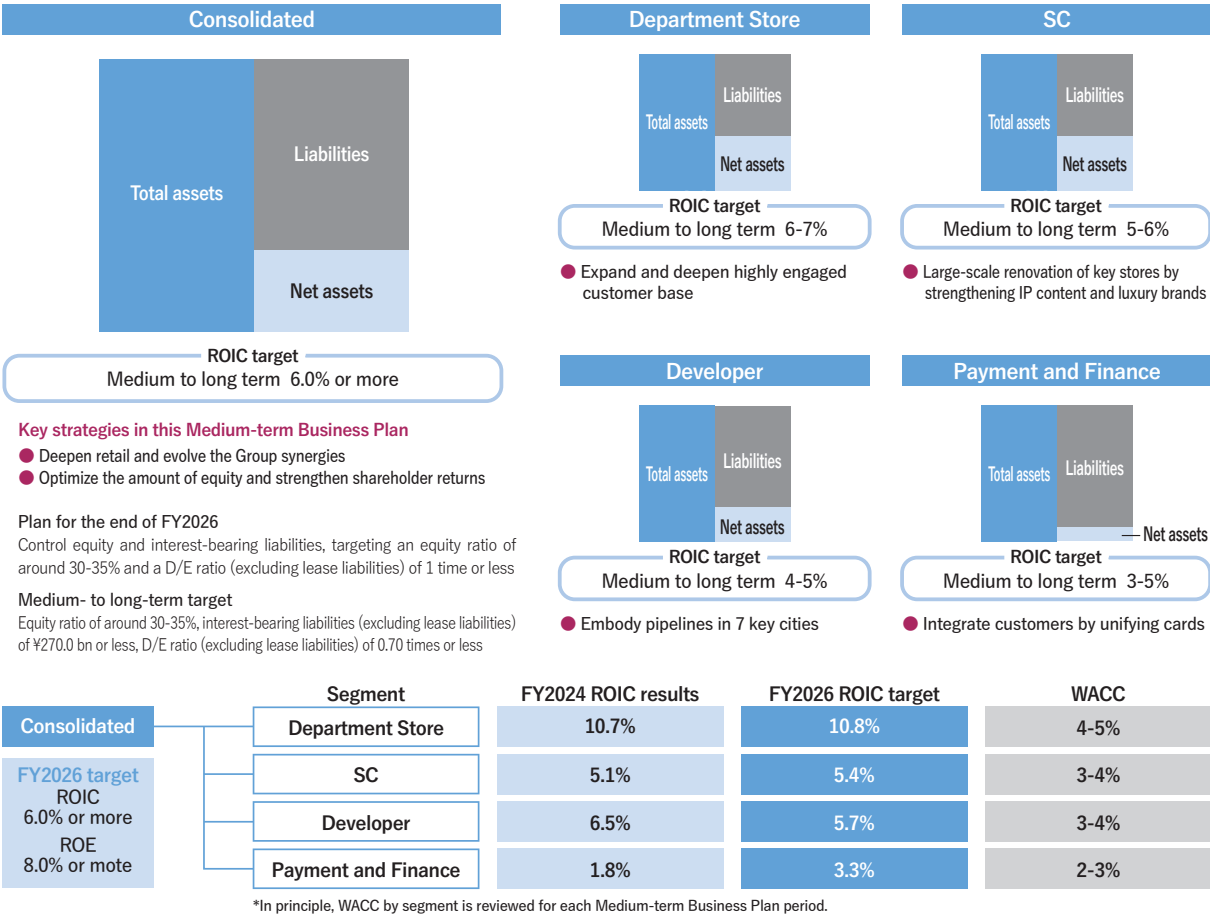 Consolidated
Total assets
Liabilities
Net assets
ROIC target
Medium to long term 6.0% or more
Key strategies in this Medium-term Business Plan
● Deepen retail and evolve the Group synergies
● Optimize the amount of equity and strengthen shareholder returns
Plan for the end of FY2026
Control equity and interest-bearing liabilities, targeting an equity ratio of
around 30-35% and a D/E ratio (excluding lease liabilities) of 1 time or less
Medium- to long-term target
Equity ratio of around 30-35%, interest-bearing liabilities (excluding lease liabilities)
of ¥270.0 bn or less, D/E ratio (excluding lease liabilities) of 0.70 times or less
Department Store
Total assets
Liabilities
Net assets
ROIC target
Medium to long term 6-7%
● Expand and deepen highly engaged
customer base
SC
Total assets
Liabilities
Net assets
ROIC target
Medium to long term 5-6%
● Large-scale renovation of key stores by
strengthening IP content and luxury brands
Developer
Total assets
Liabilities
Net assets
ROIC target
Medium to long term 4-5%
● Embody pipelines in 7 key cities
Payment and Finance
Total assets
Liabilities
Net assets
ROIC target
Medium to long term 3-5%
● Integrate customers by unifying cards
Segment FY2024 ROIC results FY2026 ROIC target WACC
Consolidated
FY2026 target
ROIC
6.0% or more
ROE
8.0% or mote
Department Store 10.7% 10.8% 4-5%
SC 5.1% 5.4% 3-4%
Developer 6.5% 5.7% 3-4%
Payment and Finance 1.8% 3.3% 2-3%
*In principle, WACC by segment is reviewed for each Medium-term Business Plan period.